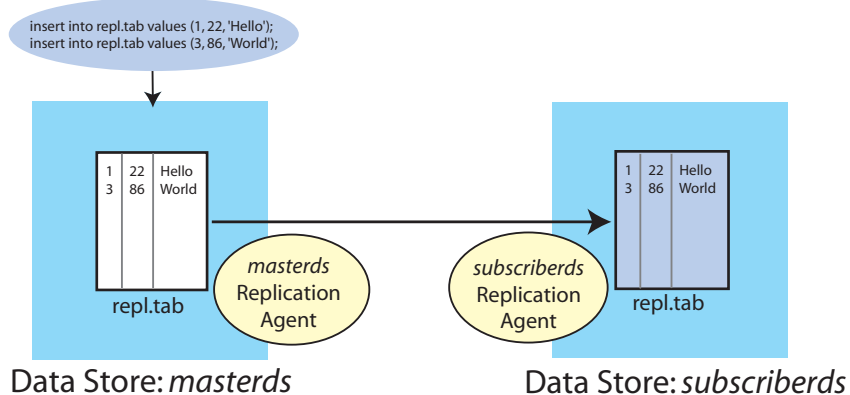 insert into repl.tab values (1, 22, 'Hello');
insert into repl.tab values (3, 86, 'World');
1 22 Hello
3 86 World
repl.tab
masterds
Replication
Agent
Data Store: masterds
1 22 Hello
3 86 World
repl.tab
subscriberds
Replication
Agent
Data Store: subscriberds